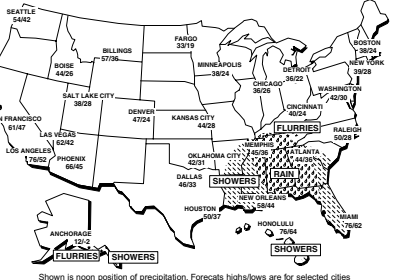 SEATTLE
54/42
BILLINGS
57/36
FARGO
33/19
BOSTON
38/24
MINNEAPOLIS
38/24
DETROIT
36/22
NEW YORK
39/28
BOISE
44/26
CHICAGO
36/26
WASHINGTON
42/30
SALT LAKE CITY
38/28
DENVER
47/24
KANSAS CITY
44/28
CINCINNATI
40/24
N FRANCISCO
61/47
LAS VEGAS
62/42
FLURRIES
RALEIGH
50/28
LOS ANGELES
76/52
PHOENIX
66/45
OKLAHOMA CITY
42/31
MEMPHIS
45/36
ATLANTA
44/36
DALLAS
46/33
SHOWERS
RAIN
HOUSTON
50/37
NEW ORLEANS
58/44
MIAMI
76/62
ANCHORAGE
12/-2
HONOLULU
76/64
FLURRIES
SHOWERS
SHOWERS
Shown is noon position of precipitation. Forecats highs/lows are for selected cities